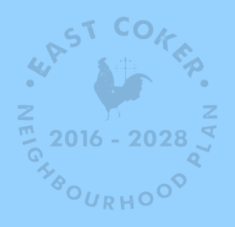 EAST COKER
2016 - 2028
NEIGHBOURHOOD PLAN